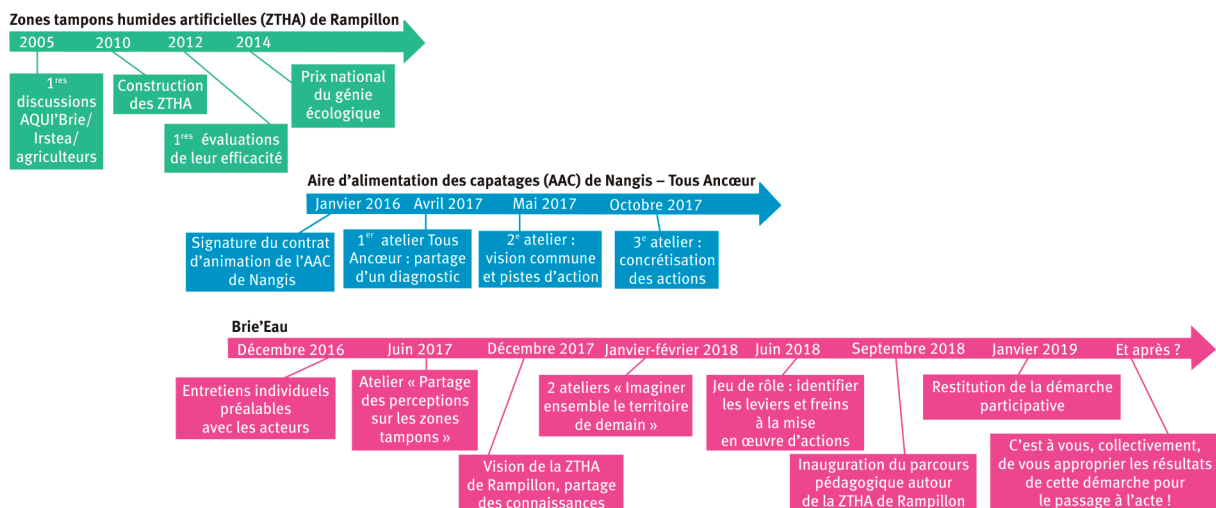 Zones tampons humides artificielles (ZTHA) de Rampillon
2005 2010 2012 2014
1res
discussions
AQUI’Brie/
Irstea/
agriculteurs
Construction
des ZTHA
1res évaluations
de leur efficacité
Prix national
du génie
écologique
Aire d’alimentation des capatages (AAC) de Nangis – Tous Ancœur
Janvier 2016 Avril 2017 Mai 2017 Octobre 2017
Signature du contrat
d’animation de l’AAC
de Nangis
1er atelier Tous
Ancœur : partage
d’un diagnostic
2e atelier :
vision commune
et pistes d’action
3e atelier :
concrétisation
des actions
Brie’Eau
Décembre 2016 Juin 2017 Décembre 2017 Janvier-février 2018 Juin 2018 Septembre 2018 Janvier 2019 Et après ?
Entretiens individuels
préalables
avec les acteurs
Atelier « Partage
des perceptions
sur les zones
tampons »
Vision de la ZTHA
de Rampillon, partage
des connaissances
2 ateliers « Imaginer
ensemble le territoire
de demain »
Jeu de rôle : identifier
les leviers et freins
à la mise
en œuvre d’actions
Inauguration du parcours
pédagogique autour
de la ZTHA de Rampillon
Restitution de la démarche
participative
C’est à vous, collectivement,
de vous approprier les résultats
de cette démarche pour
le passage à l’acte !